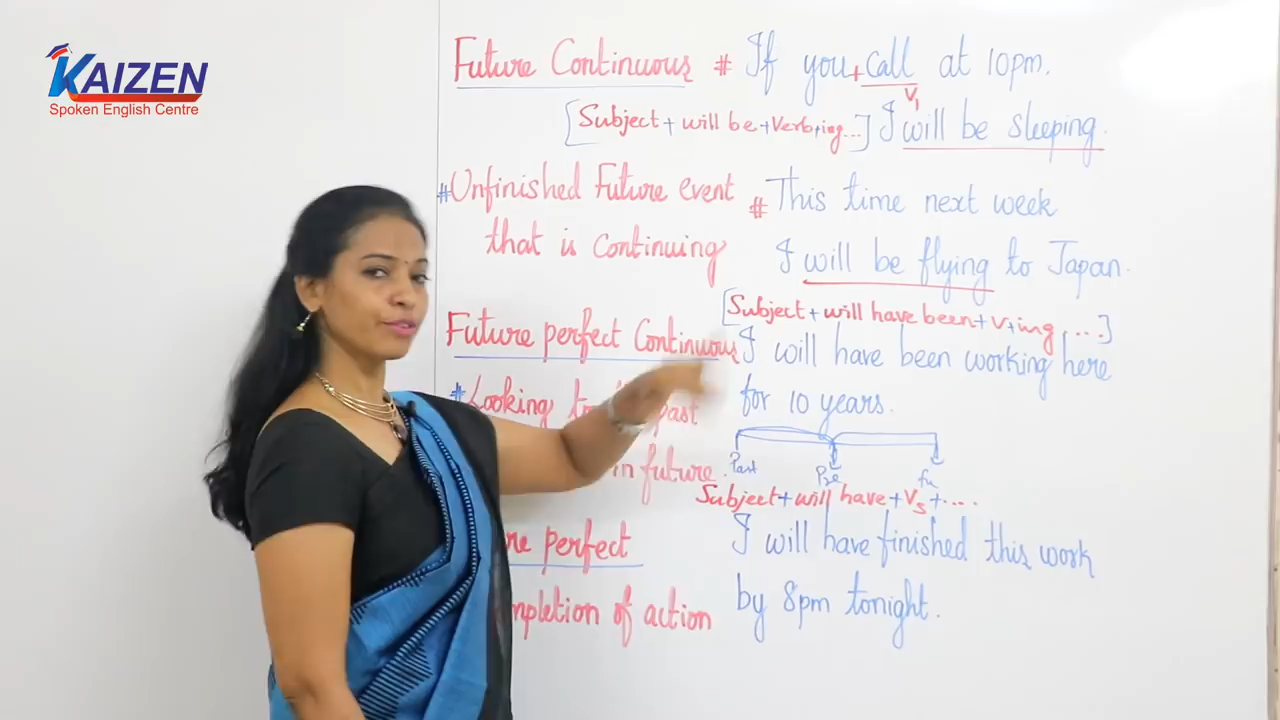 KAIZEN
Spoken English Centre
Future Continuous # If you + call at 10pm.
V1
[Subject + will be + Verb + ing...] I will be sleeping.
# Unfinished Future event
that is Continuing
# This time next week
I will be flying to Japan.
[Subject + will have been + V + ing, ....]
Future perfect Continuous
I will have been working here
for 10 years.
# Looking past
in future.
Past Pre fu
Subject + will have + V5 + ....
perfect
I will have finished this work
by 8pm tonight.
of action